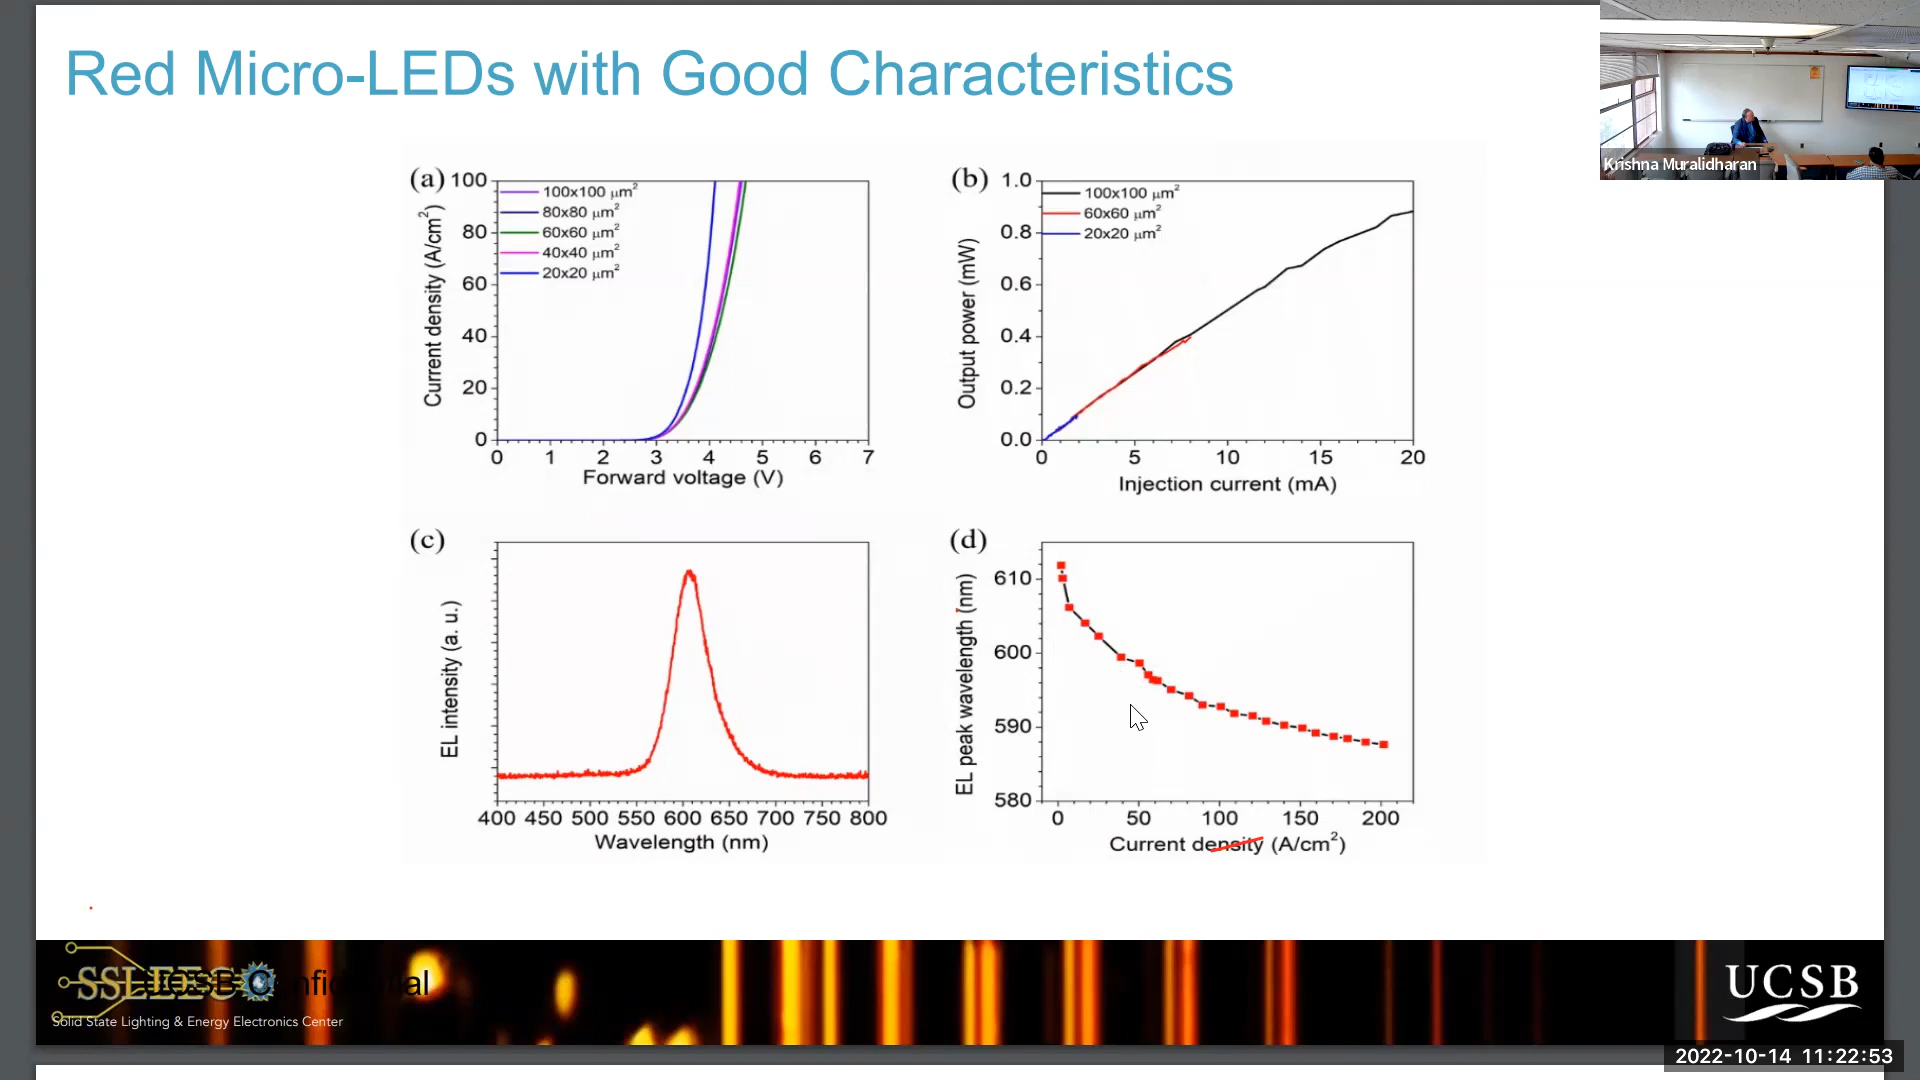 Red Micro-LEDs with Good Characteristics
Krishna Muralidharan
(a)
100
80
60
40
20
0
Current density (A/cm²)
100x100 μm²
80x80 μm²
60x60 μm²
40x40 μm²
20x20 μm²
0 1 2 3 4 5 6 7
Forward voltage (V)
(b)
1.0
0.8
0.6
0.4
0.2
0.0
Output power (mW)
100x100 μm²
60x60 μm²
20x20 μm²
0 5 10 15 20
Injection current (mA)
(c)
EL intensity (a. u.)
400 450 500 550 600 650 700 750 800
Wavelength (nm)
(d)
610
600
590
580
EL peak wavelength (nm)
0 50 100 150 200
Current density (A/cm²)
SSLEEC
UCSB Confidential
Solid State Lighting & Energy Electronics Center
UCSB
2022-10-14 11:22:53